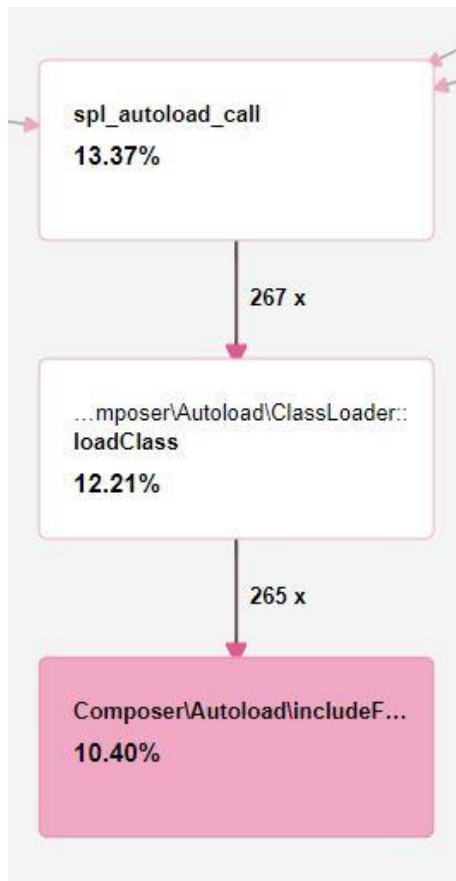 spl_autoload_call
13.37%
267 x
…mposer\Autoload\ClassLoader::
loadClass
12.21%
265 x
Composer\Autoload\includeF…
10.40%